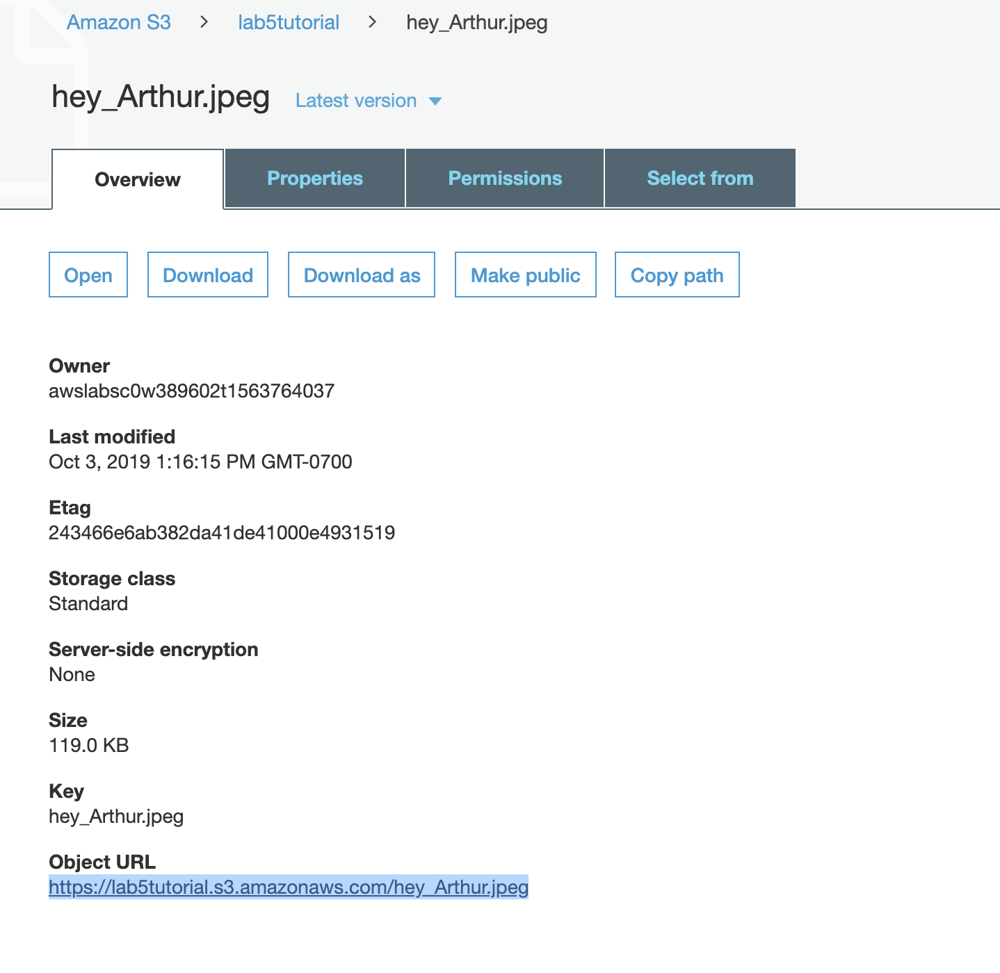 Amazon S3 > lab5tutorial > hey_Arthur.jpeg
hey_Arthur.jpeg Latest version
Overview Properties Permissions Select from
Open Download Download as Make public Copy path
Owner
awslabsc0w389602t1563764037
Last modified
Oct 3, 2019 1:16:15 PM GMT-0700
Etag
243466e6ab382da41de41000e4931519
Storage class
Standard
Server-side encryption
None
Size
119.0 KB
Key
hey_Arthur.jpeg
Object URL
https://lab5tutorial.s3.amazonaws.com/hey_Arthur.jpeg